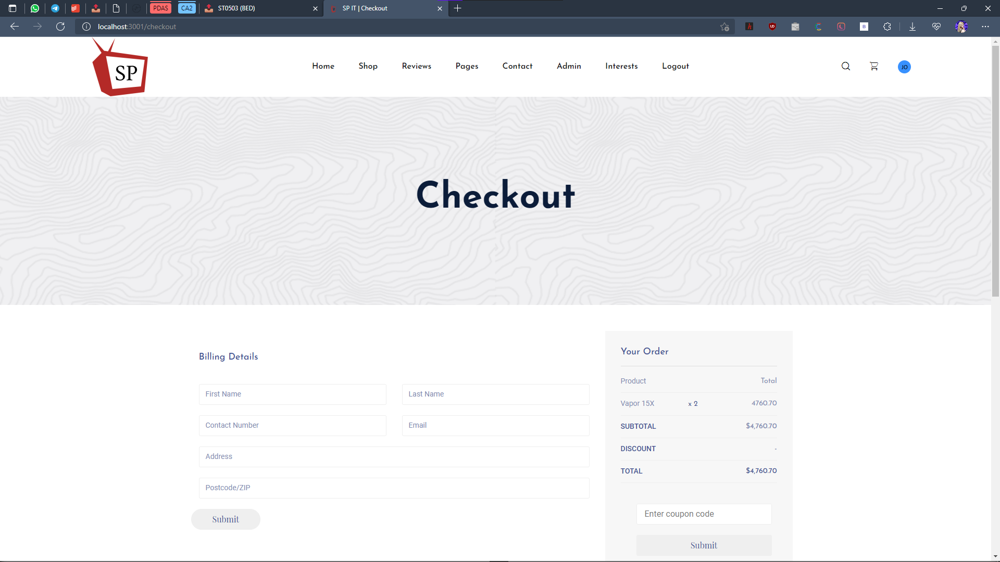 PDAS
CA2
ST0503 (BED)
SP IT | Checkout
localhost:3001/checkout
SP
Home
Shop
Reviews
Pages
Contact
Admin
Interests
Logout
JO
Checkout
Billing Details
First Name
Last Name
Contact Number
Email
Address
Postcode/ZIP
Submit
Your Order
Product Total
Vapor 15X x 2 4760.70
SUBTOTAL $4,760.70
DISCOUNT -
TOTAL $4,760.70
Enter coupon code
Submit